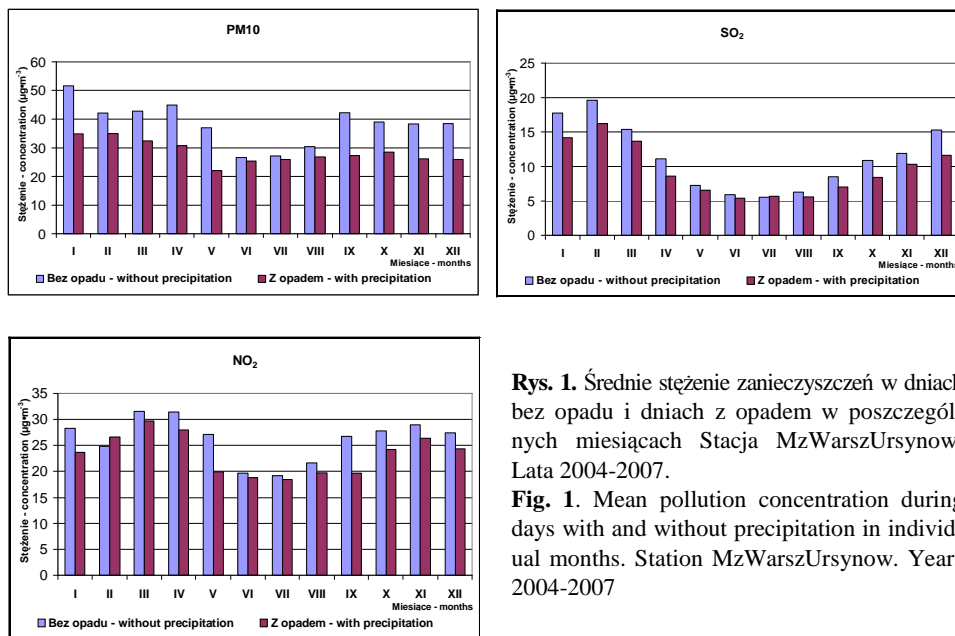 PM10
Stężenie - concentration (µg•m⁻³)
60
50
40
30
20
10
0
I II III IV V VI VII VIII IX X XI XII
Miesiące - months
Bez opadu - without precipitation Z opadem - with precipitation
SO₂
Stężenie - concentration (µg•m⁻³)
25
20
15
10
5
0
I II III IV V VI VII VIII IX X XI XII
Miesiące - months
Bez opadu - without precipitation Z opadem - with precipitation
NO₂
Stężenie - concentration (µg•m⁻³)
35
30
25
20
15
10
5
0
I II III IV V VI VII VIII IX X XI XII
Miesiące - months
Bez opadu - without precipitation Z opadem - with precipitation
Rys. 1. Średnie stężenie zanieczyszczeń w dniach
bez opadu i dniach z opadem w poszczegól
nych miesiącach Stacja MzWarszUrsynow
Lata 2004-2007.
Fig. 1. Mean pollution concentration during
days with and without precipitation in individ
ual months. Station MzWarszUrsynow. Year
2004-2007